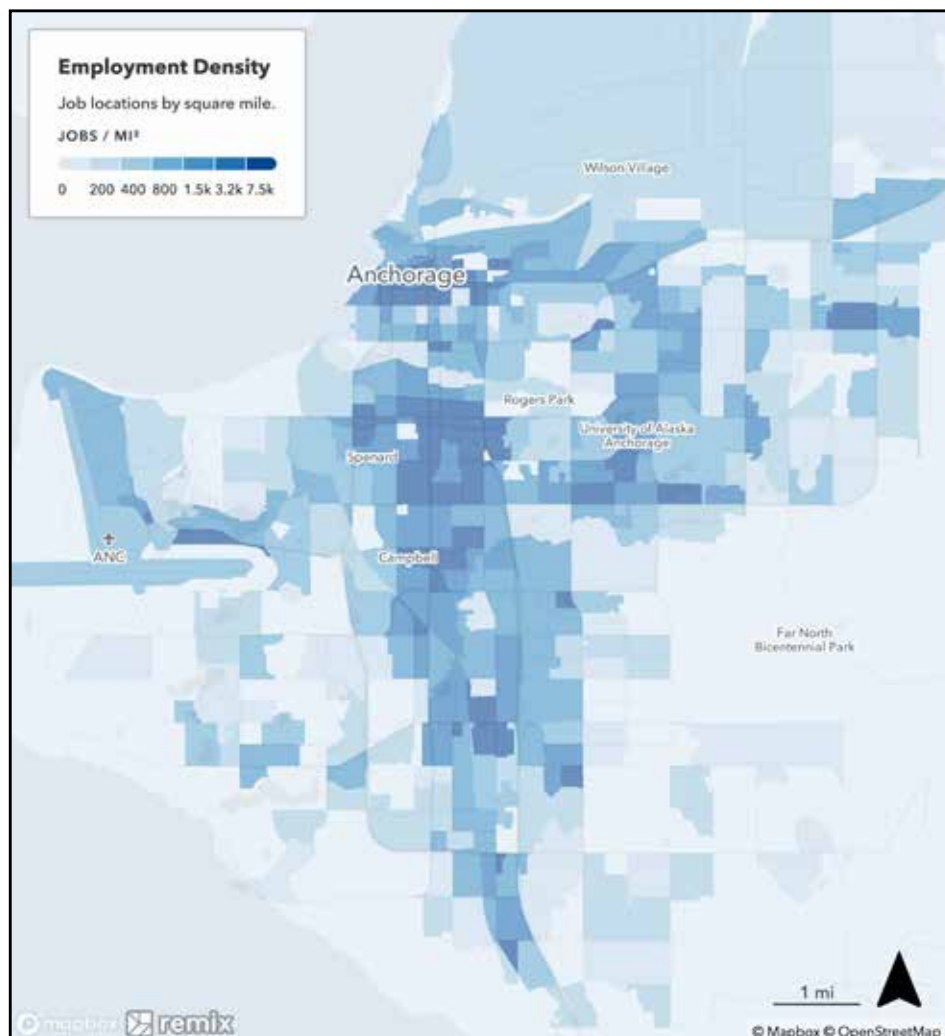 Employment Density
Job locations by square mile.
JOBS / MI²
0 200 400 800 1.5k 3.2k 7.5k
Wilson Village
Anchorage
Rogers Park
University of Alaska
Anchorage
Spenard
ANC
Campbell
Far North
Bicentennial Park
1 mi
mapbox remix
© Mapbox © OpenStreetMap